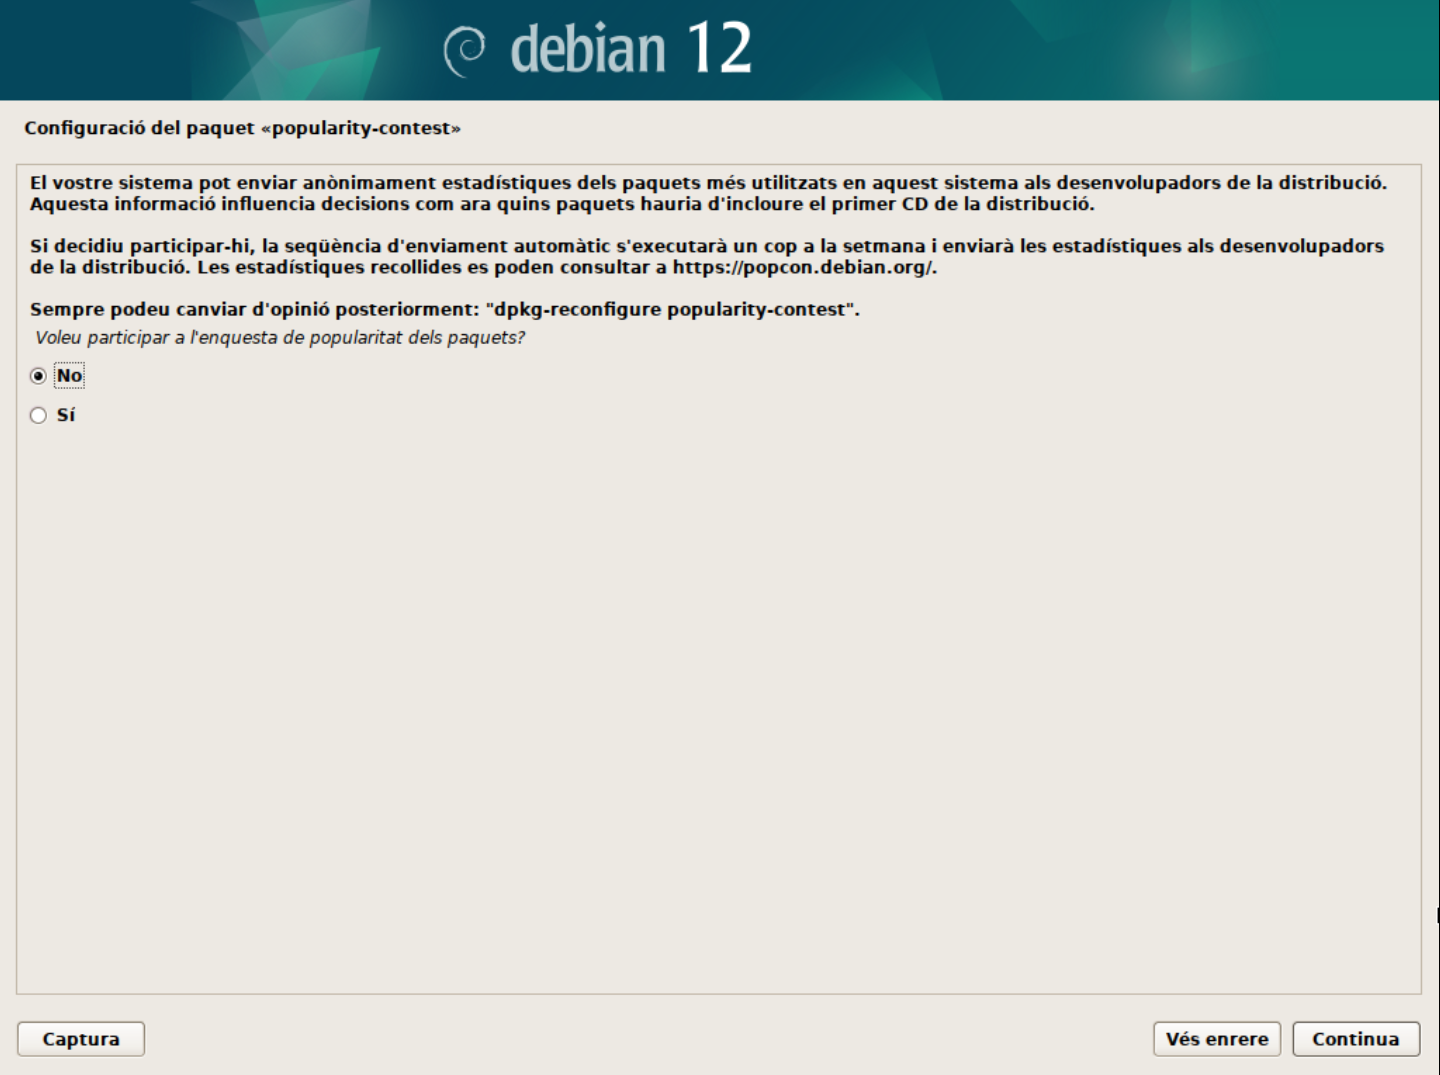 debian 12
Configuració del paquet «popularity-contest»
El vostre sistema pot enviar anònimament estadístiques dels paquets més utilitzats en aquest sistema als desenvolupadors de la distribució.
Aquesta informació influencia decisions com ara quins paquets hauria d'incloure el primer CD de la distribució.
Si decidiu participar-hi, la seqüència d'enviament automàtic s'executarà un cop a la setmana i enviarà les estadístiques als desenvolupadors
de la distribució. Les estadístiques recollides es poden consultar a https://popcon.debian.org/.
Sempre podeu canviar d'opinió posteriorment: "dpkg-reconfigure popularity-contest".
Voleu participar a l'enquesta de popularitat dels paquets?
No
Sí
Captura
Vés enrere
Continua